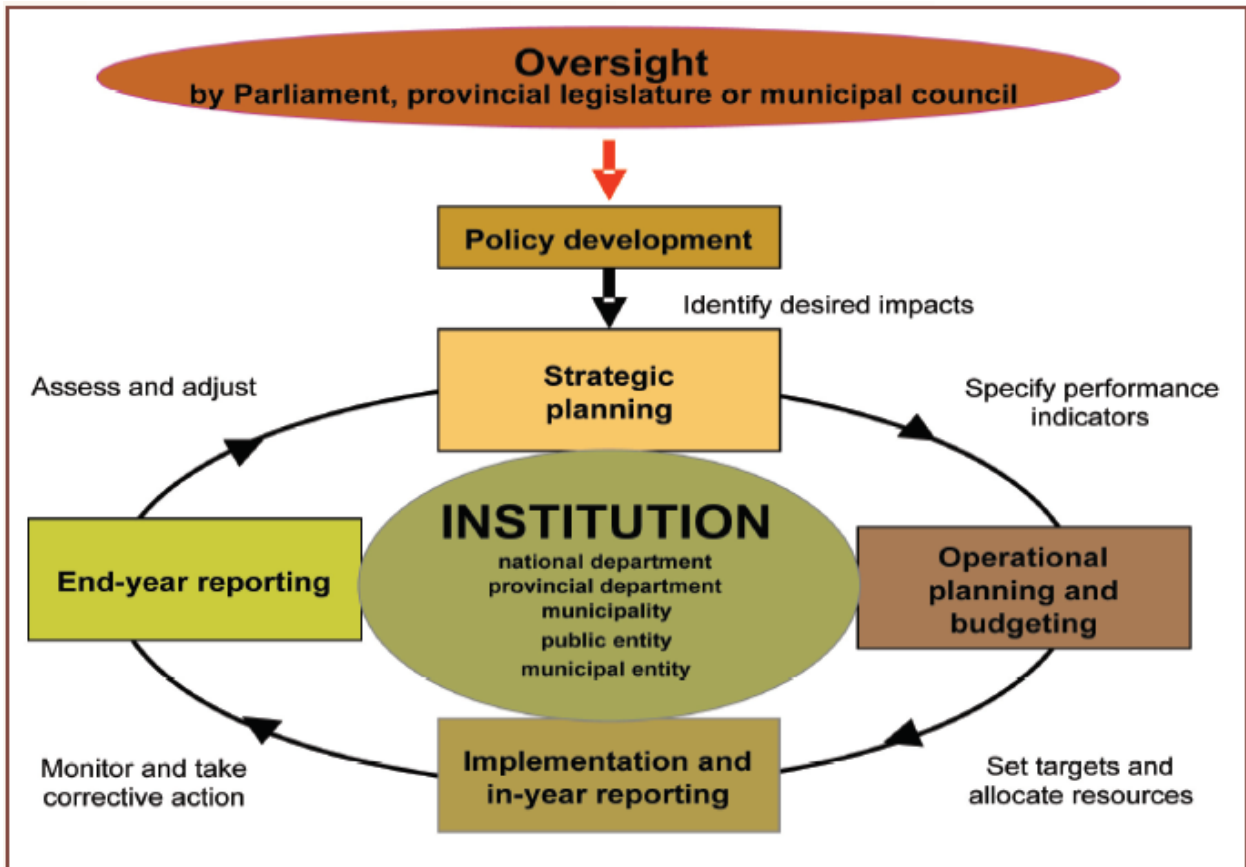 Oversight
by Parliament, provincial legislature or municipal council
Policy development
Identify desired impacts
Strategic
planning
Assess and adjust
Specify performance
indicators
INSTITUTION
national department
provincial department
municipality
public entity
municipal entity
End-year reporting
Operational
planning and
budgeting
Implementation and
in-year reporting
Monitor and take
corrective action
Set targets and
allocate resources